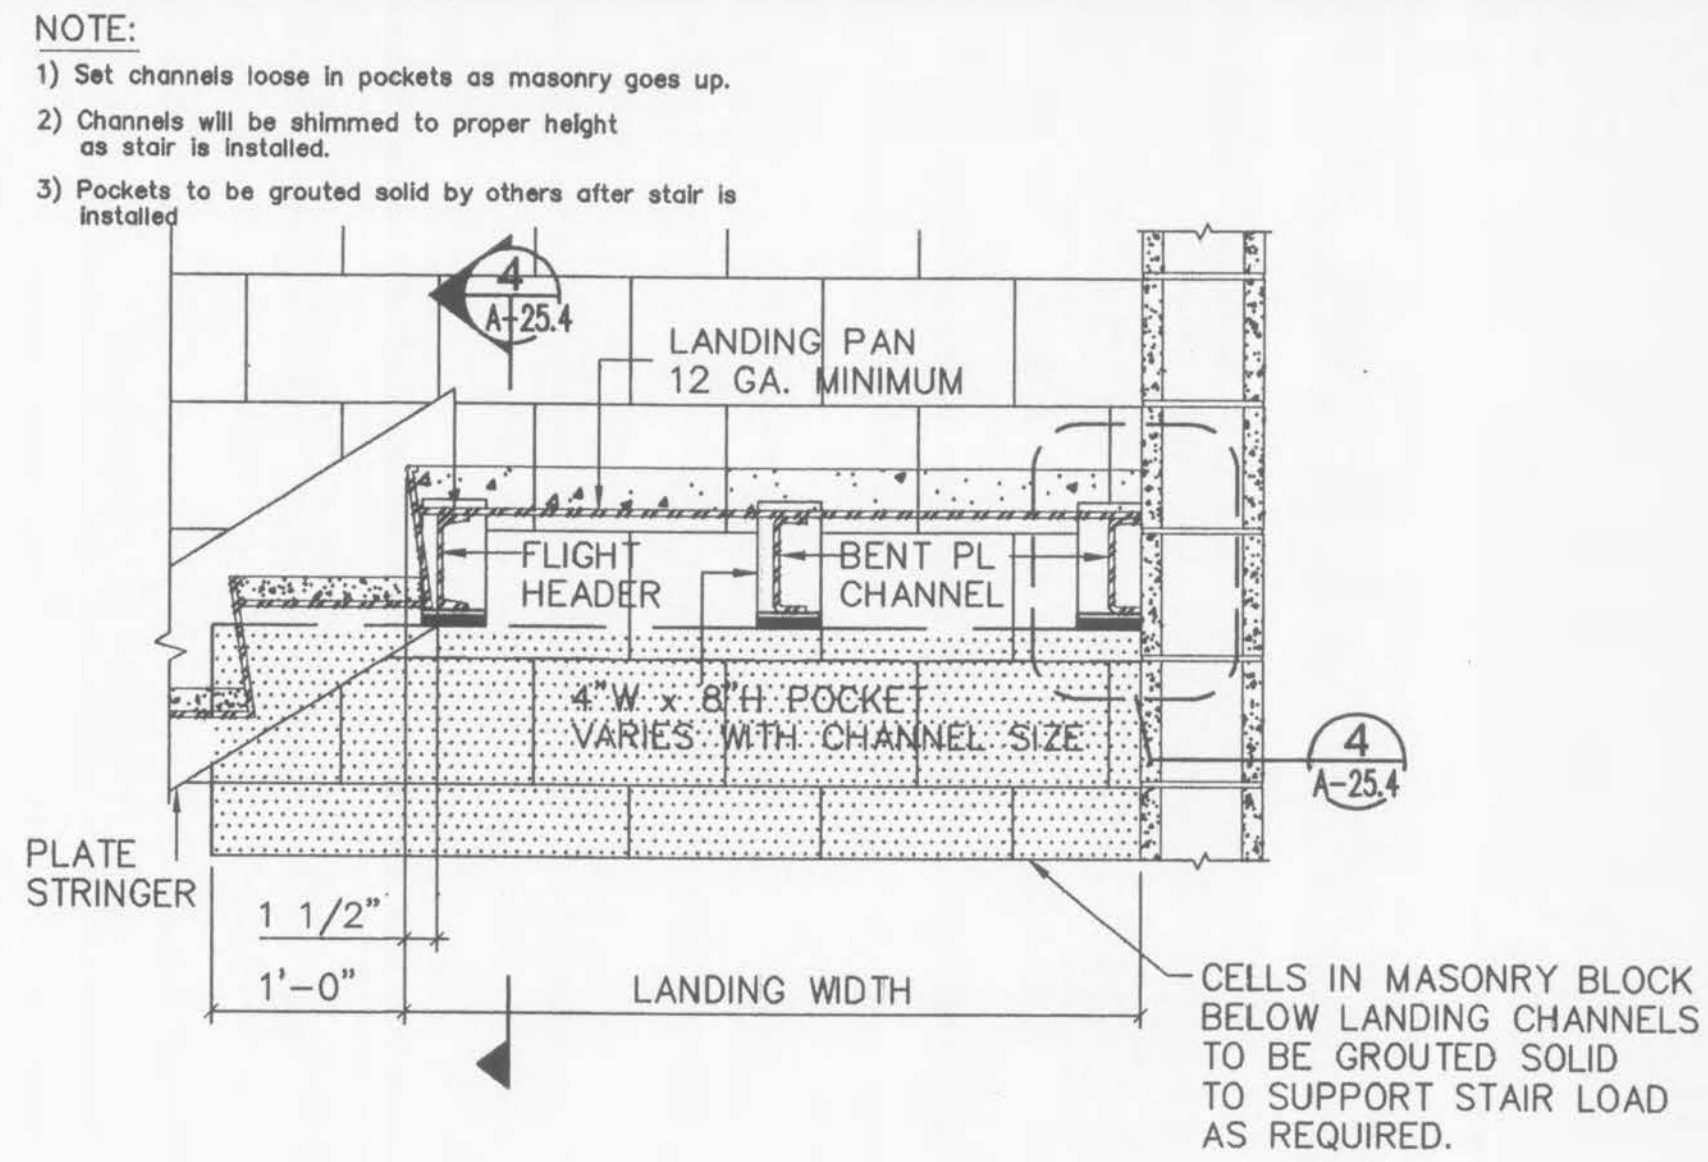 NOTE:
1) Set channels loose in pockets as masonry goes up.
2) Channels will be shimmed to proper height
as stair is installed.
3) Pockets to be grouted solid by others after stair is
installed
4
A-25.4
LANDING PAN
12 GA. MINIMUM
FLIGHT
HEADER
BENT PL
CHANNEL
4"W x 8"H POCKET
VARIES WITH CHANNEL SIZE
4
A-25.4
PLATE
STRINGER
1 1/2"
1'-0"
LANDING WIDTH
CELLS IN MASONRY BLOCK
BELOW LANDING CHANNELS
TO BE GROUTED SOLID
TO SUPPORT STAIR LOAD
AS REQUIRED.